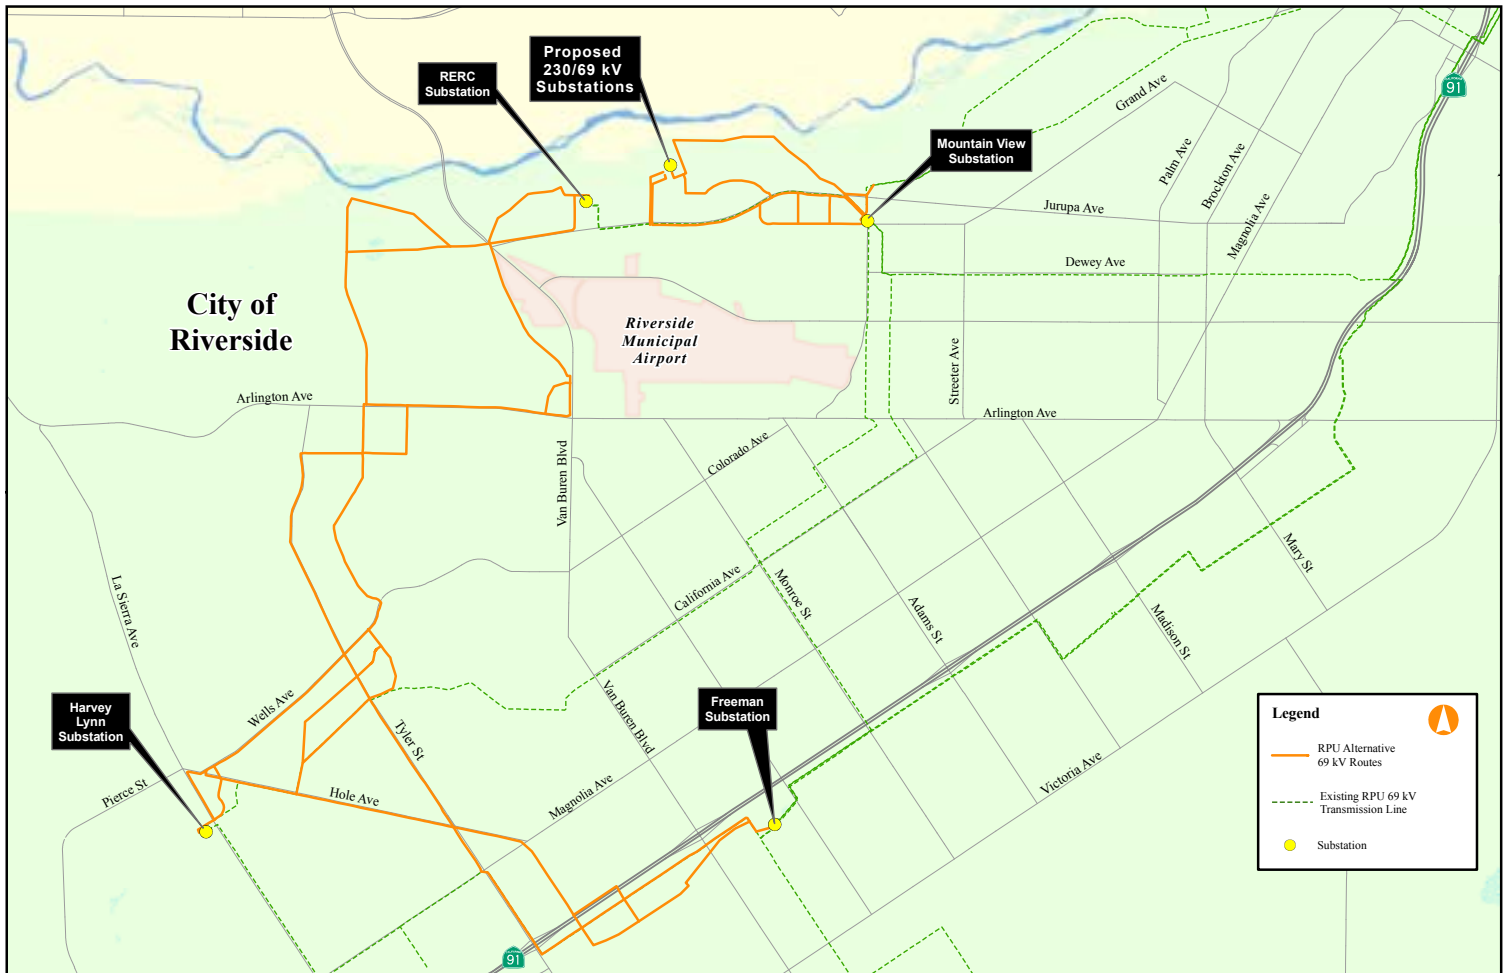 Proposed
230/69 kV
Substations
RERC
Substation
91
Grand Ave
Mountain View
Substation
Palm Ave
Brockton Ave
Magnolia Ave
Jurupa Ave
Dewey Ave
City of
Riverside
Riverside
Municipal
Airport
Streeter Ave
Arlington Ave
Arlington Ave
Colorado Ave
Van Buren Blvd
Mary St
La Sierra Ave
California Ave
Monroe St
Adams St
Madison St
Wells Ave
Van Buren Blvd
Harvey
Lynn
Substation
Freeman
Substation
Tyler St
Pierce St
Hole Ave
Magnolia Ave
Victoria Ave
91
Legend
RPU Alternative
69 kV Routes
Existing RPU 69 kV
Transmission Line
Substation